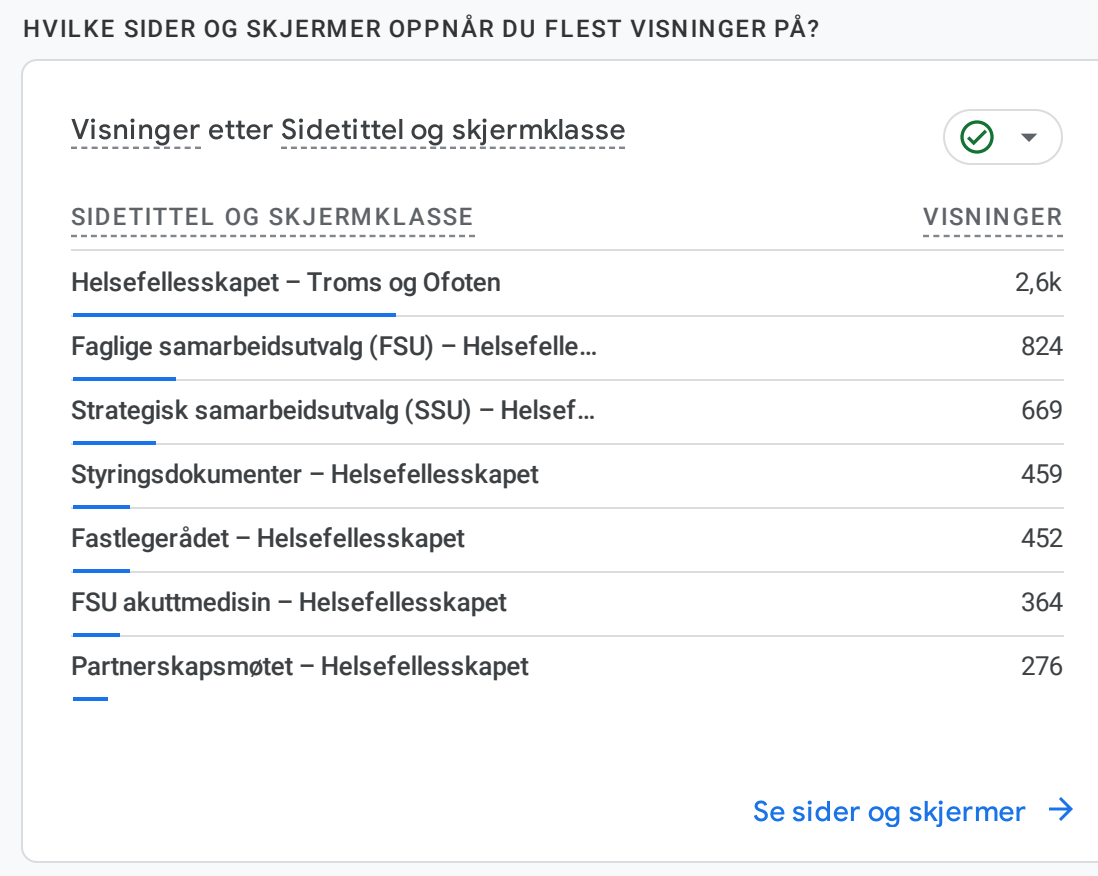 HVILKE SIDER OG SKJERMER OPPNÅR DU FLEST VISNINGER PÅ?
Visninger etter Sidetittel og skjermklasse
SIDETITTEL OG SKJERMKLASSE VISNINGER
Helsefellesskapet – Troms og Ofoten 2,6k
Faglige samarbeidsutvalg (FSU) – Helsefelle... 824
Strategisk samarbeidsutvalg (SSU) – Helsef... 669
Styringsdokumenter – Helsefellesskapet 459
Fastlegerådet – Helsefellesskapet 452
FSU akuttmedisin – Helsefellesskapet 364
Partnerskapsmøtet – Helsefellesskapet 276
Se sider og skjermer